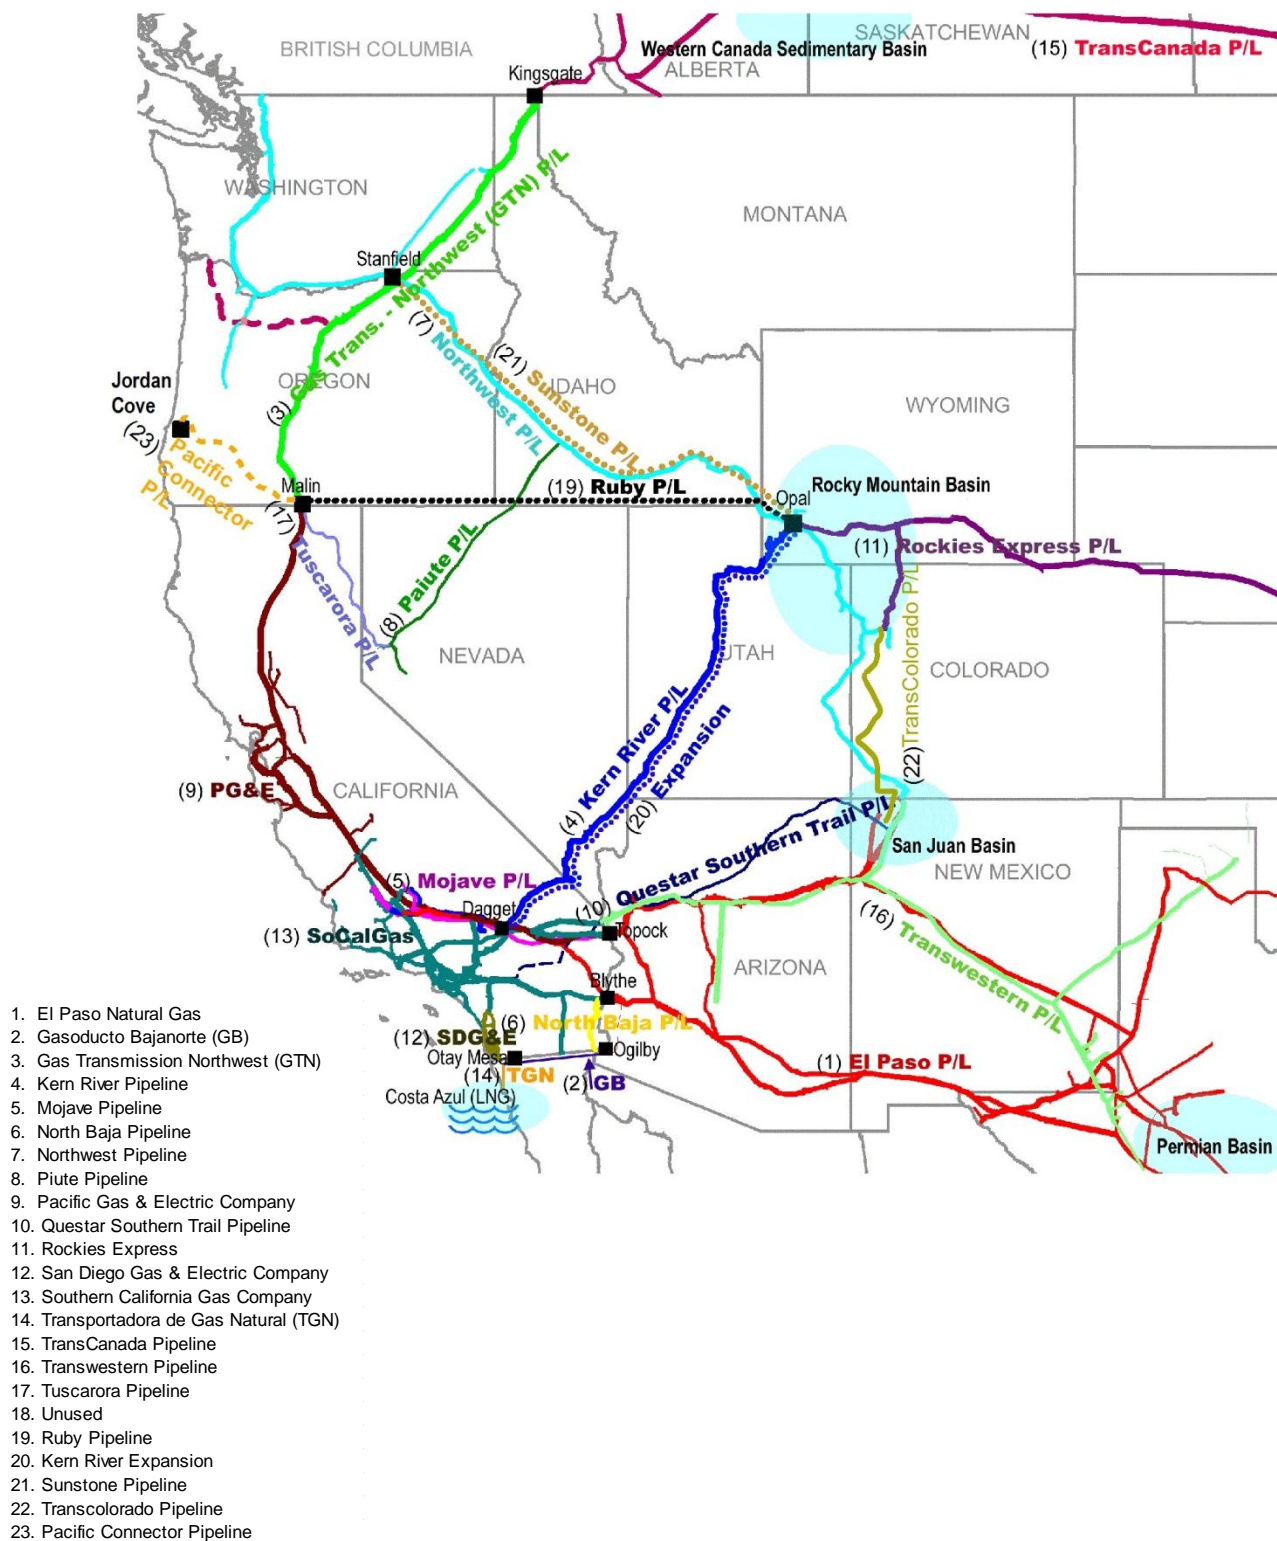 BRITISH COLUMBIA
SASKATCHEWAN
Western Canada Sedimentary Basin
(15) TransCanada P/L
ALBERTA
Kingsgate
WASHINGTON
MONTANA
Stanfield
Gas Trans. - Northwest (GTN) P/L
(3)
(7) Northwest P/L
(21) Sunstone P/L
OREGON
IDAHO
WYOMING
Jordan
Cove
(23)
Pacific
Connector
P/L
Malin
(19) Ruby P/L
Opal
Rocky Mountain Basin
(17) Tuscarora P/L
(8) Paiute P/L
(11) Rockies Express P/L
NEVADA
UTAH
COLORADO
(22)TransColorado P/L
(4) Kern River P/L
(20) Expansion
(9) PG&E
CALIFORNIA
(10) Questar Southern Trail P/L
San Juan Basin
NEW MEXICO
(5) Mojave P/L
Dagget
Topock
(13) SoCalGas
ARIZONA
(16) Transwestern P/L
Blythe
(6) North Baja P/L
(12) SDG&E
Otay Mesa
Ogilby
(14) TGN
(2) GB
(1) El Paso P/L
Costa Azul (LNG)
Permian Basin
1. El Paso Natural Gas
2. Gasoducto Bajanorte (GB)
3. Gas Transmission Northwest (GTN)
4. Kern River Pipeline
5. Mojave Pipeline
6. North Baja Pipeline
7. Northwest Pipeline
8. Piute Pipeline
9. Pacific Gas & Electric Company
10. Questar Southern Trail Pipeline
11. Rockies Express
12. San Diego Gas & Electric Company
13. Southern California Gas Company
14. Transportadora de Gas Natural (TGN)
15. TransCanada Pipeline
16. Transwestern Pipeline
17. Tuscarora Pipeline
18. Unused
19. Ruby Pipeline
20. Kern River Expansion
21. Sunstone Pipeline
22. Transcolorado Pipeline
23. Pacific Connector Pipeline